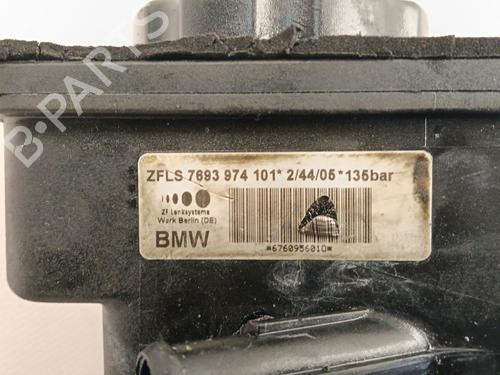 B-PARTS
ZFLS 7693 974 101* 2/44/05 *135bar
ZF Lenksysteme
Werk Berlin (DE)
BMW
*6760956010*